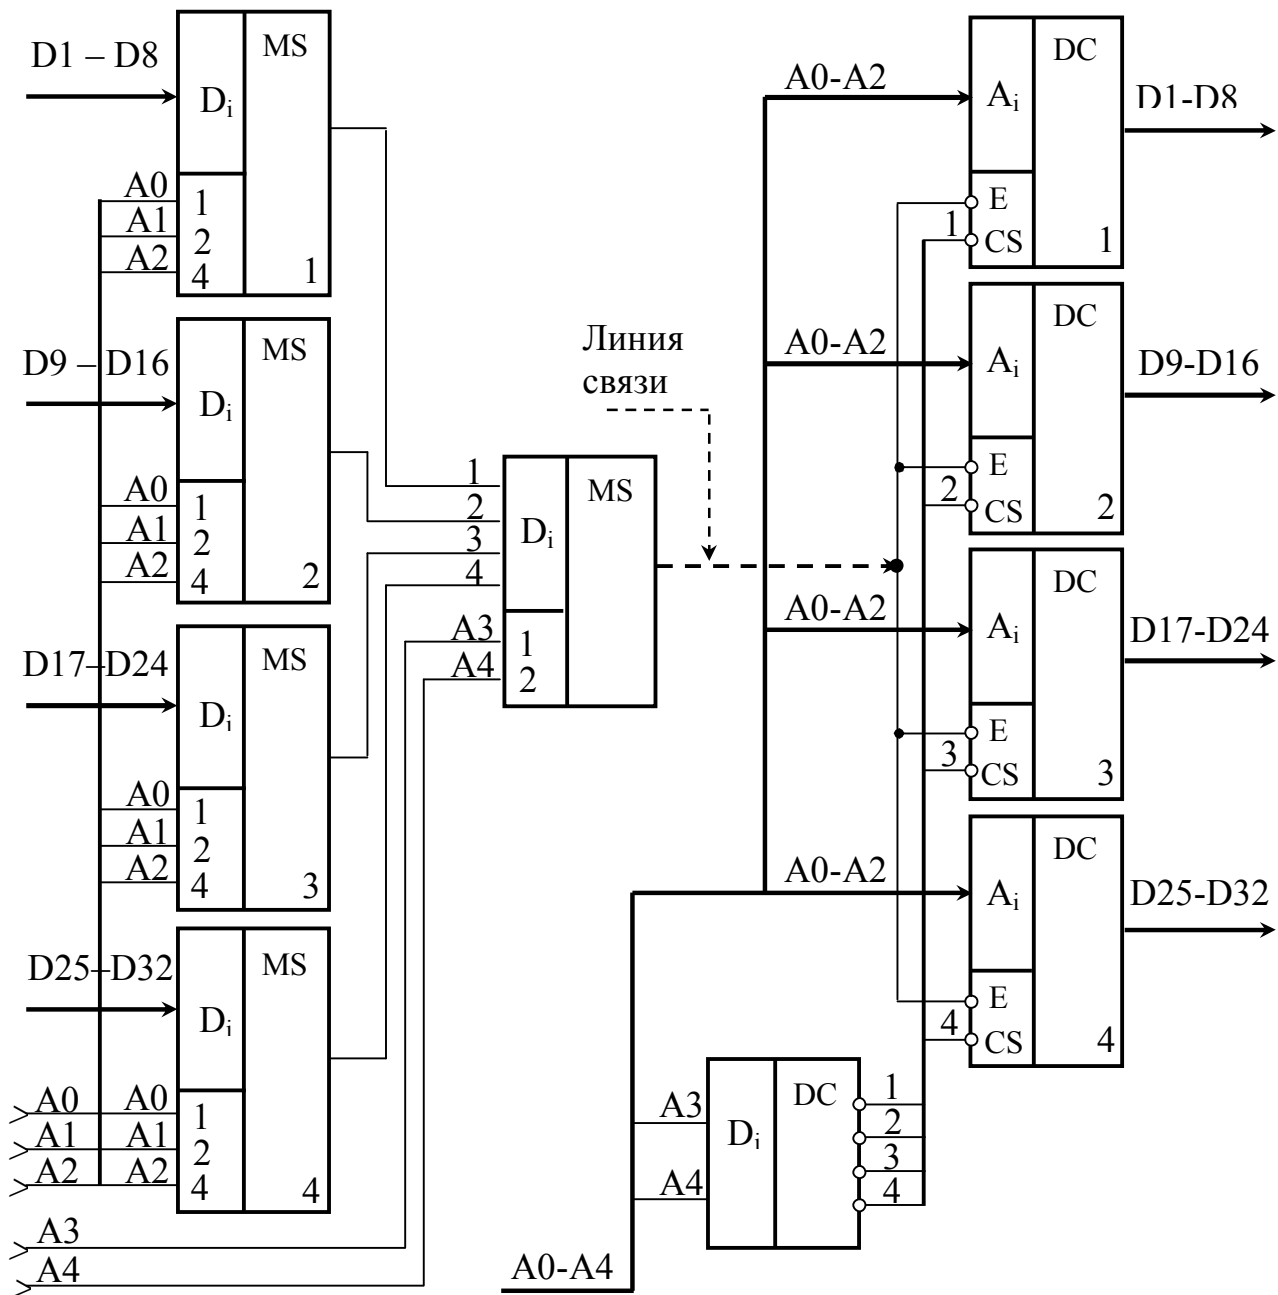 D1 – D8
MS
Di
A0
1
A1
2
A2
4
1
D9 – D16
MS
Di
A0
1
A1
2
A2
4
2
D17–D24
MS
Di
A0
1
A1
2
A2
4
3
D25–D32
MS
Di
A0
A0
1
A1
A1
2
A2
A2
4
4
A3
A4
1
2
3
4
MS
Di
A3
1
A4
2
Линия
связи
A0-A2
DC
Ai
D1-D8
E
1
CS
1
A0-A2
DC
Ai
D9-D16
E
2
CS
2
A0-A2
DC
Ai
D17-D24
E
3
CS
3
A0-A2
DC
Ai
D25-D32
E
4
CS
4
A3
Di
DC
A4
1
2
3
4
A0-A4